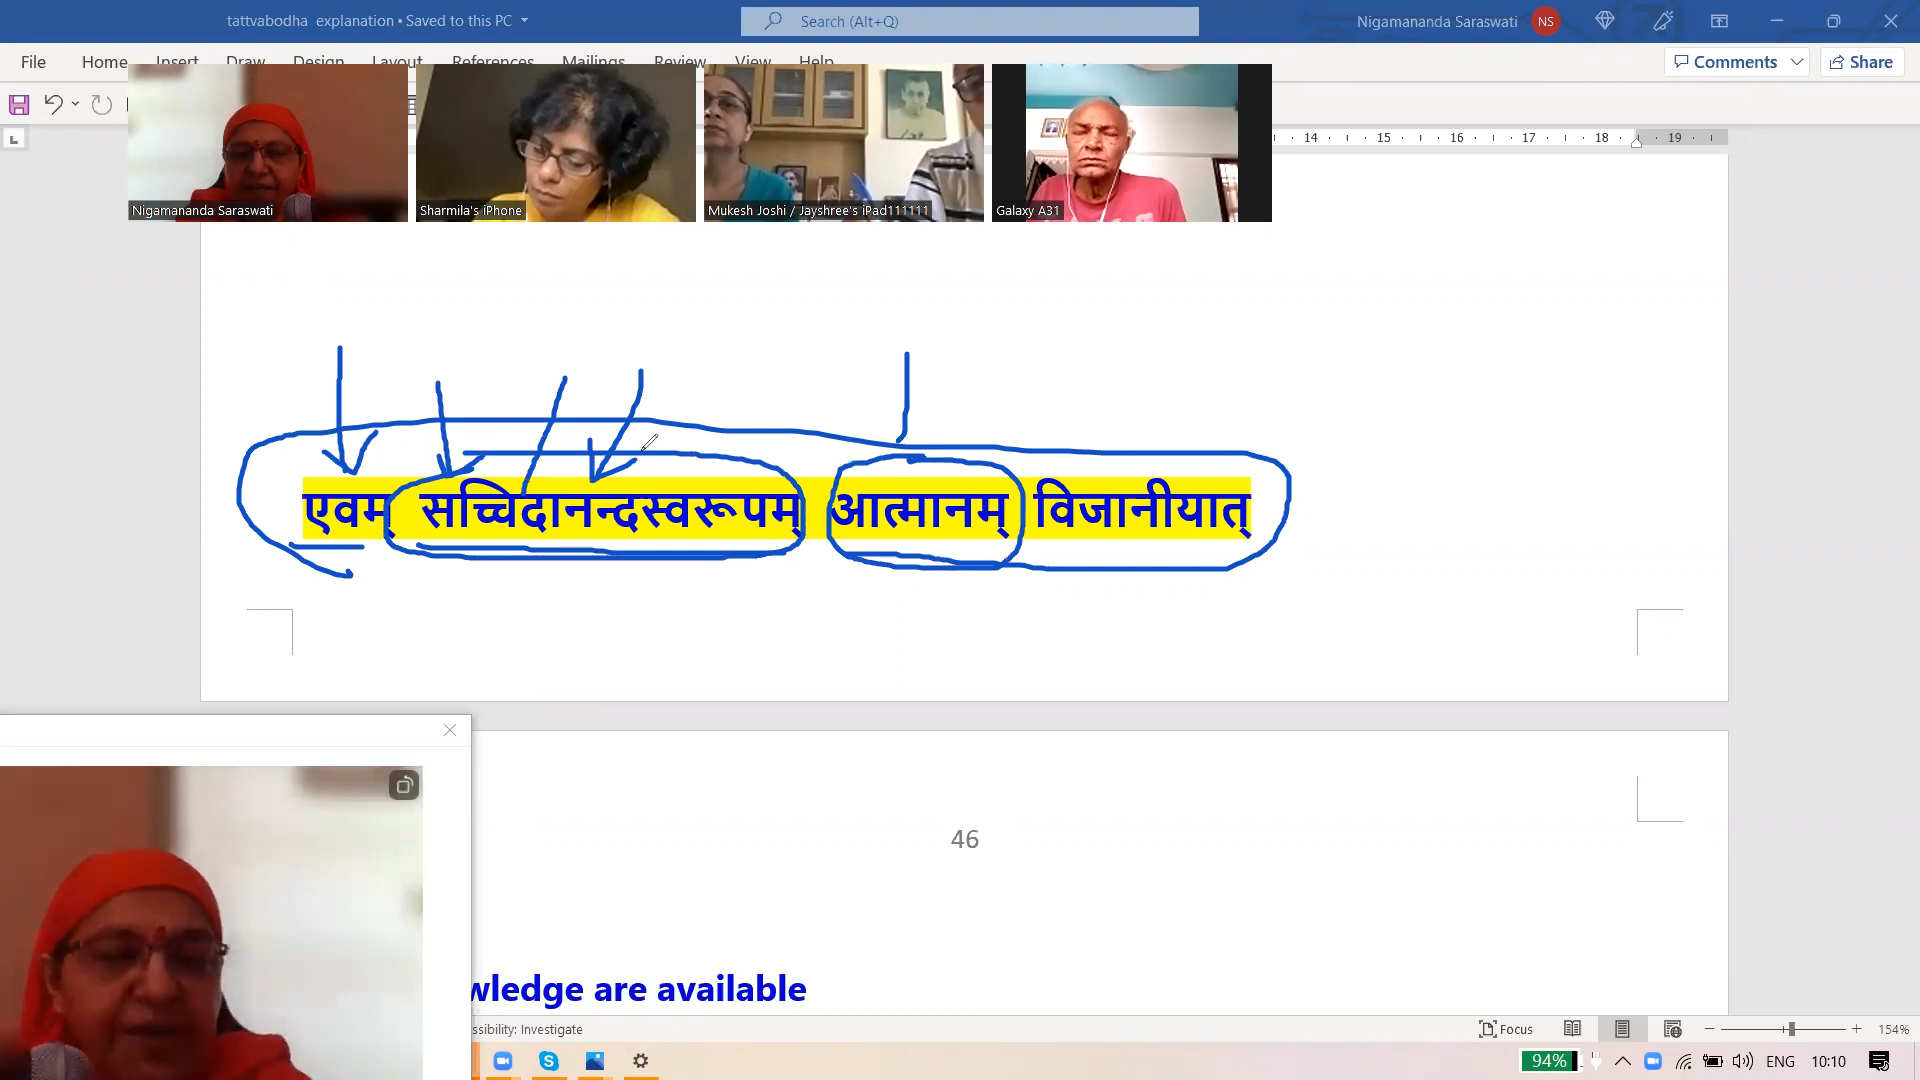 tattvabodha explanation • Saved to this PC
Search (Alt+Q)
Nigamananda Saraswati NS
File Home Insert Draw Design Layout References Mailings Review View Help
Comments Share
Nigamananda Saraswati
Sharmila's iPhone
Mukesh Joshi / Jayshree's iPad111111
Galaxy A31
14 15 16 17 18 19
एवम् सच्चिदानन्दस्वरूपम् आत्मानम् विजानीयात्
46
wledge are available
ssibility: Investigate
Focus
154%
94%
ENG 10:10